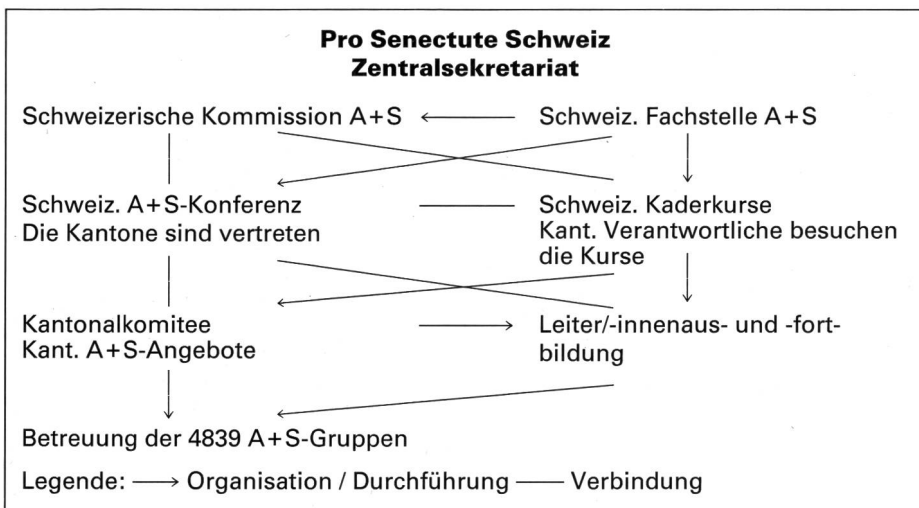 Pro Senectute Schweiz
Zentralsekretariat
Schweizerische Kommission A+S
Schweiz. Fachstelle A+S
Schweiz. A+S-Konferenz
Die Kantone sind vertreten
Schweiz. Kaderkurse
Kant. Verantwortliche besuchen
die Kurse
Kantonalkomitee
Kant. A+S-Angebote
Leiter/-innenaus- und -fort-
bildung
Betreuung der 4839 A+S-Gruppen
Legende: ⟶ Organisation / Durchführung —— Verbindung